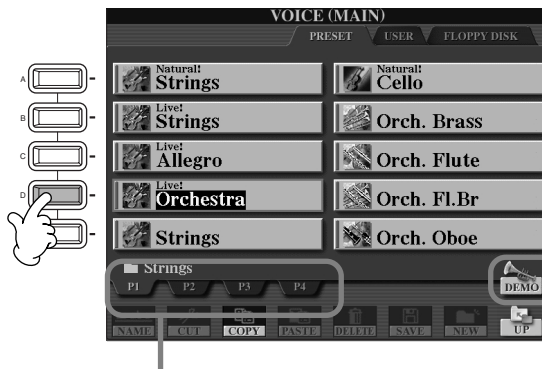 VOICE (MAIN)
PRESET USER FLOPPY DISK
A
Natural!
Strings
Natural!
Cello
B
Live!
Strings
Orch. Brass
C
Live!
Allegro
Orch. Flute
D
Live!
Orchestra
Orch. Fl.Br
Strings
Orch. Oboe
Strings
P1 P2 P3 P4
DEMO
NAME CUT COPY PASTE DELETE SAVE NEW UP